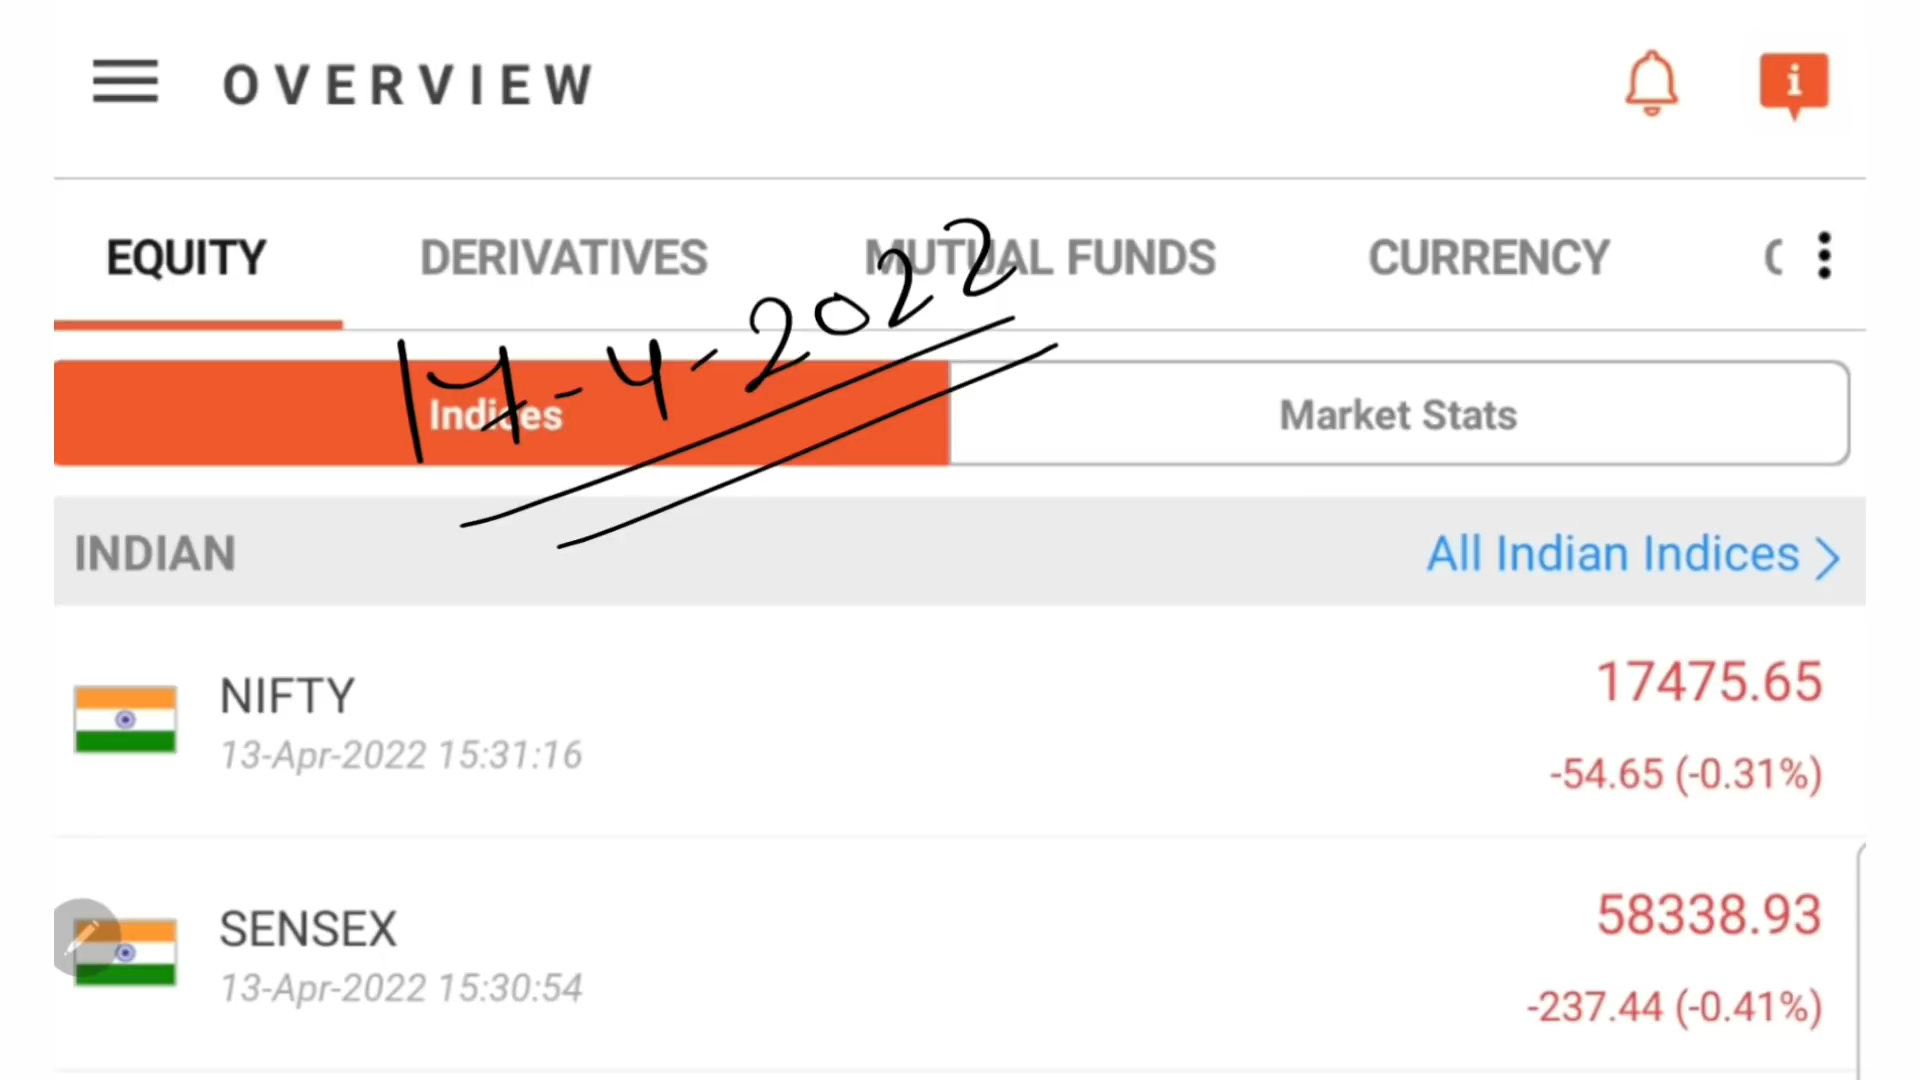 OVERVIEW
EQUITY DERIVATIVES MUTUAL FUNDS CURRENCY
14-4-2022
Indices Market Stats
INDIAN All Indian Indices
NIFTY 17475.65
13-Apr-2022 15:31:16 -54.65 (-0.31%)
SENSEX 58338.93
13-Apr-2022 15:30:54 -237.44 (-0.41%)